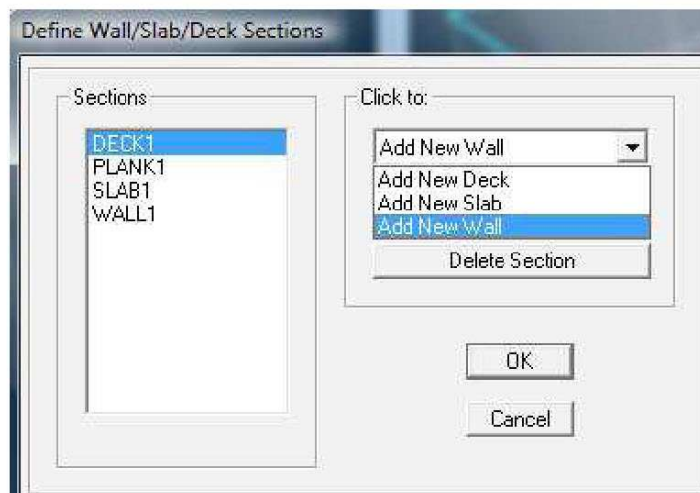 Define Wall/Slab/Deck Sections
Sections
DECK1
PLANK1
SLAB1
WALL1
Click to:
Add New Wall
Add New Deck
Add New Slab
Add New Wall
Delete Section
OK
Cancel